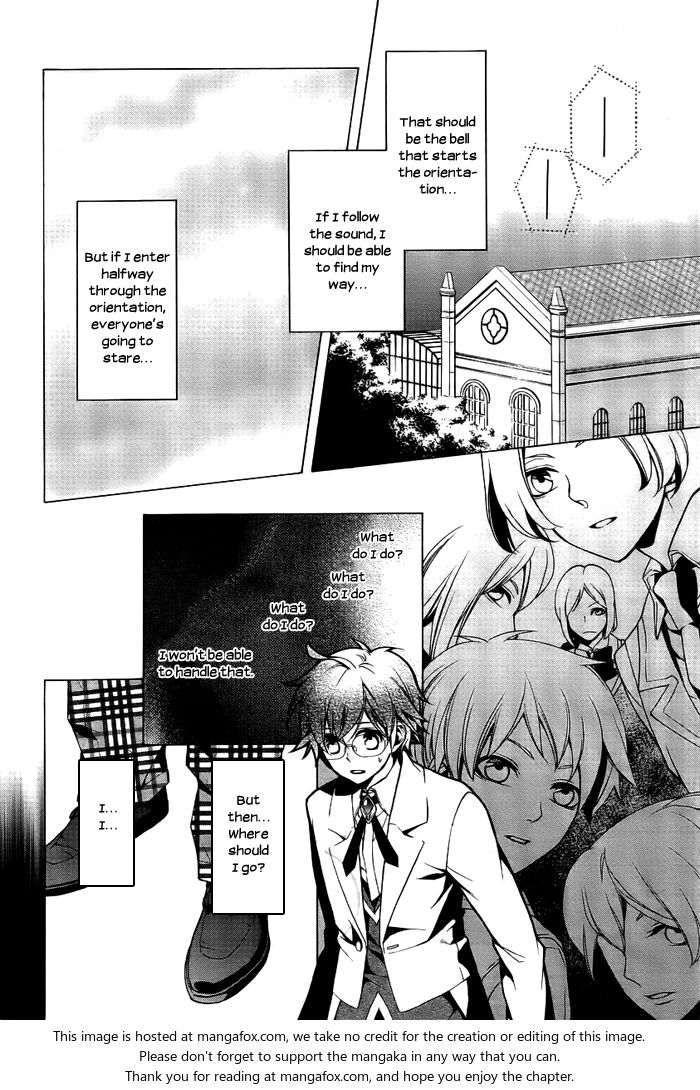 That should
be the bell
that starts
the orienta-
tion...
If I follow
the sound, I
should be able
to find my
way...
But if I enter
halfway
through the
orientation,
everyone's
going to
stare...
What
do I do?
What
do I do?
What
do I do?
I won't be able
to handle that.
But
then...
Where
should
I go?
I...
I...
This image is hosted at mangafox.com, we take no credit for the creation or editing of this image.
Please don't forget to support the mangaka in any way that you can.
Thank you for reading at mangafox.com, and hope you enjoy the chapter.